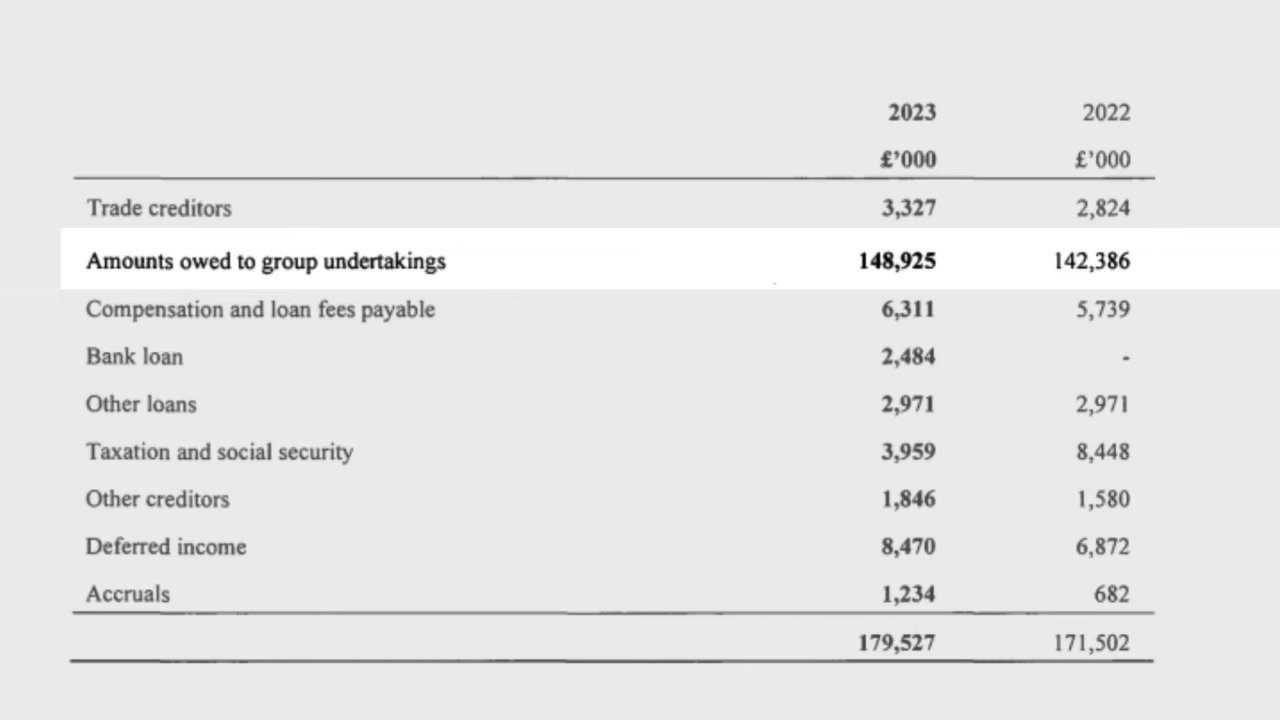 2023 2022
£’000 £’000
Trade creditors 3,327 2,824
Amounts owed to group undertakings 148,925 142,386
Compensation and loan fees payable 6,311 5,739
Bank loan 2,484 -
Other loans 2,971 2,971
Taxation and social security 3,959 8,448
Other creditors 1,846 1,580
Deferred income 8,470 6,872
Accruals 1,234 682
179,527 171,502